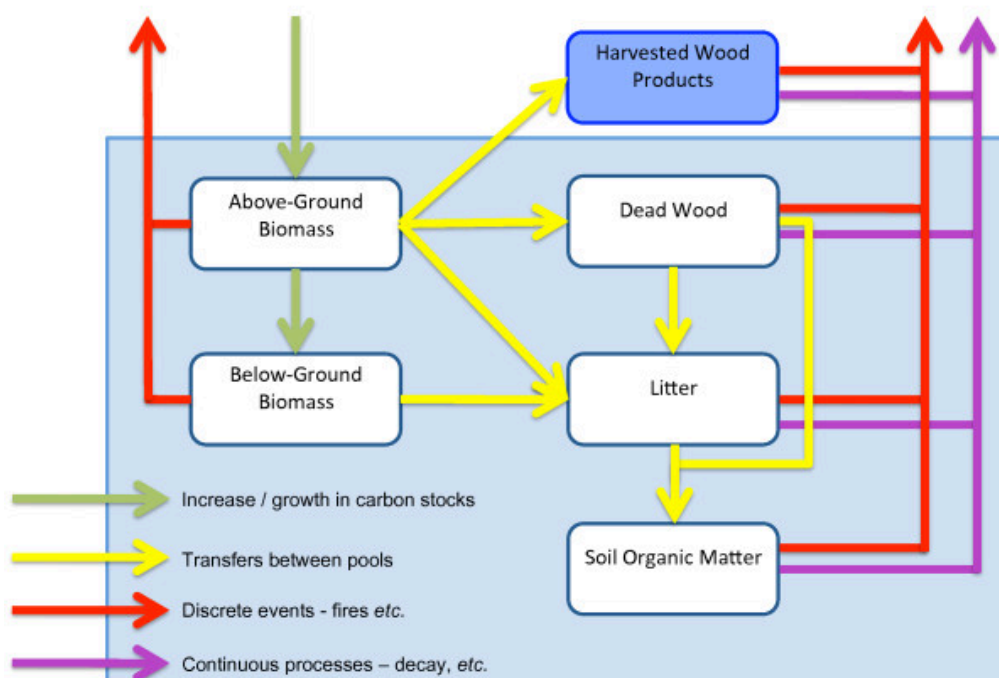 Harvested Wood
Products
Above-Ground
Biomass
Dead Wood
Below-Ground
Biomass
Litter
Soil Organic Matter
Increase / growth in carbon stocks
Transfers between pools
Discrete events - fires etc.
Continuous processes – decay, etc.